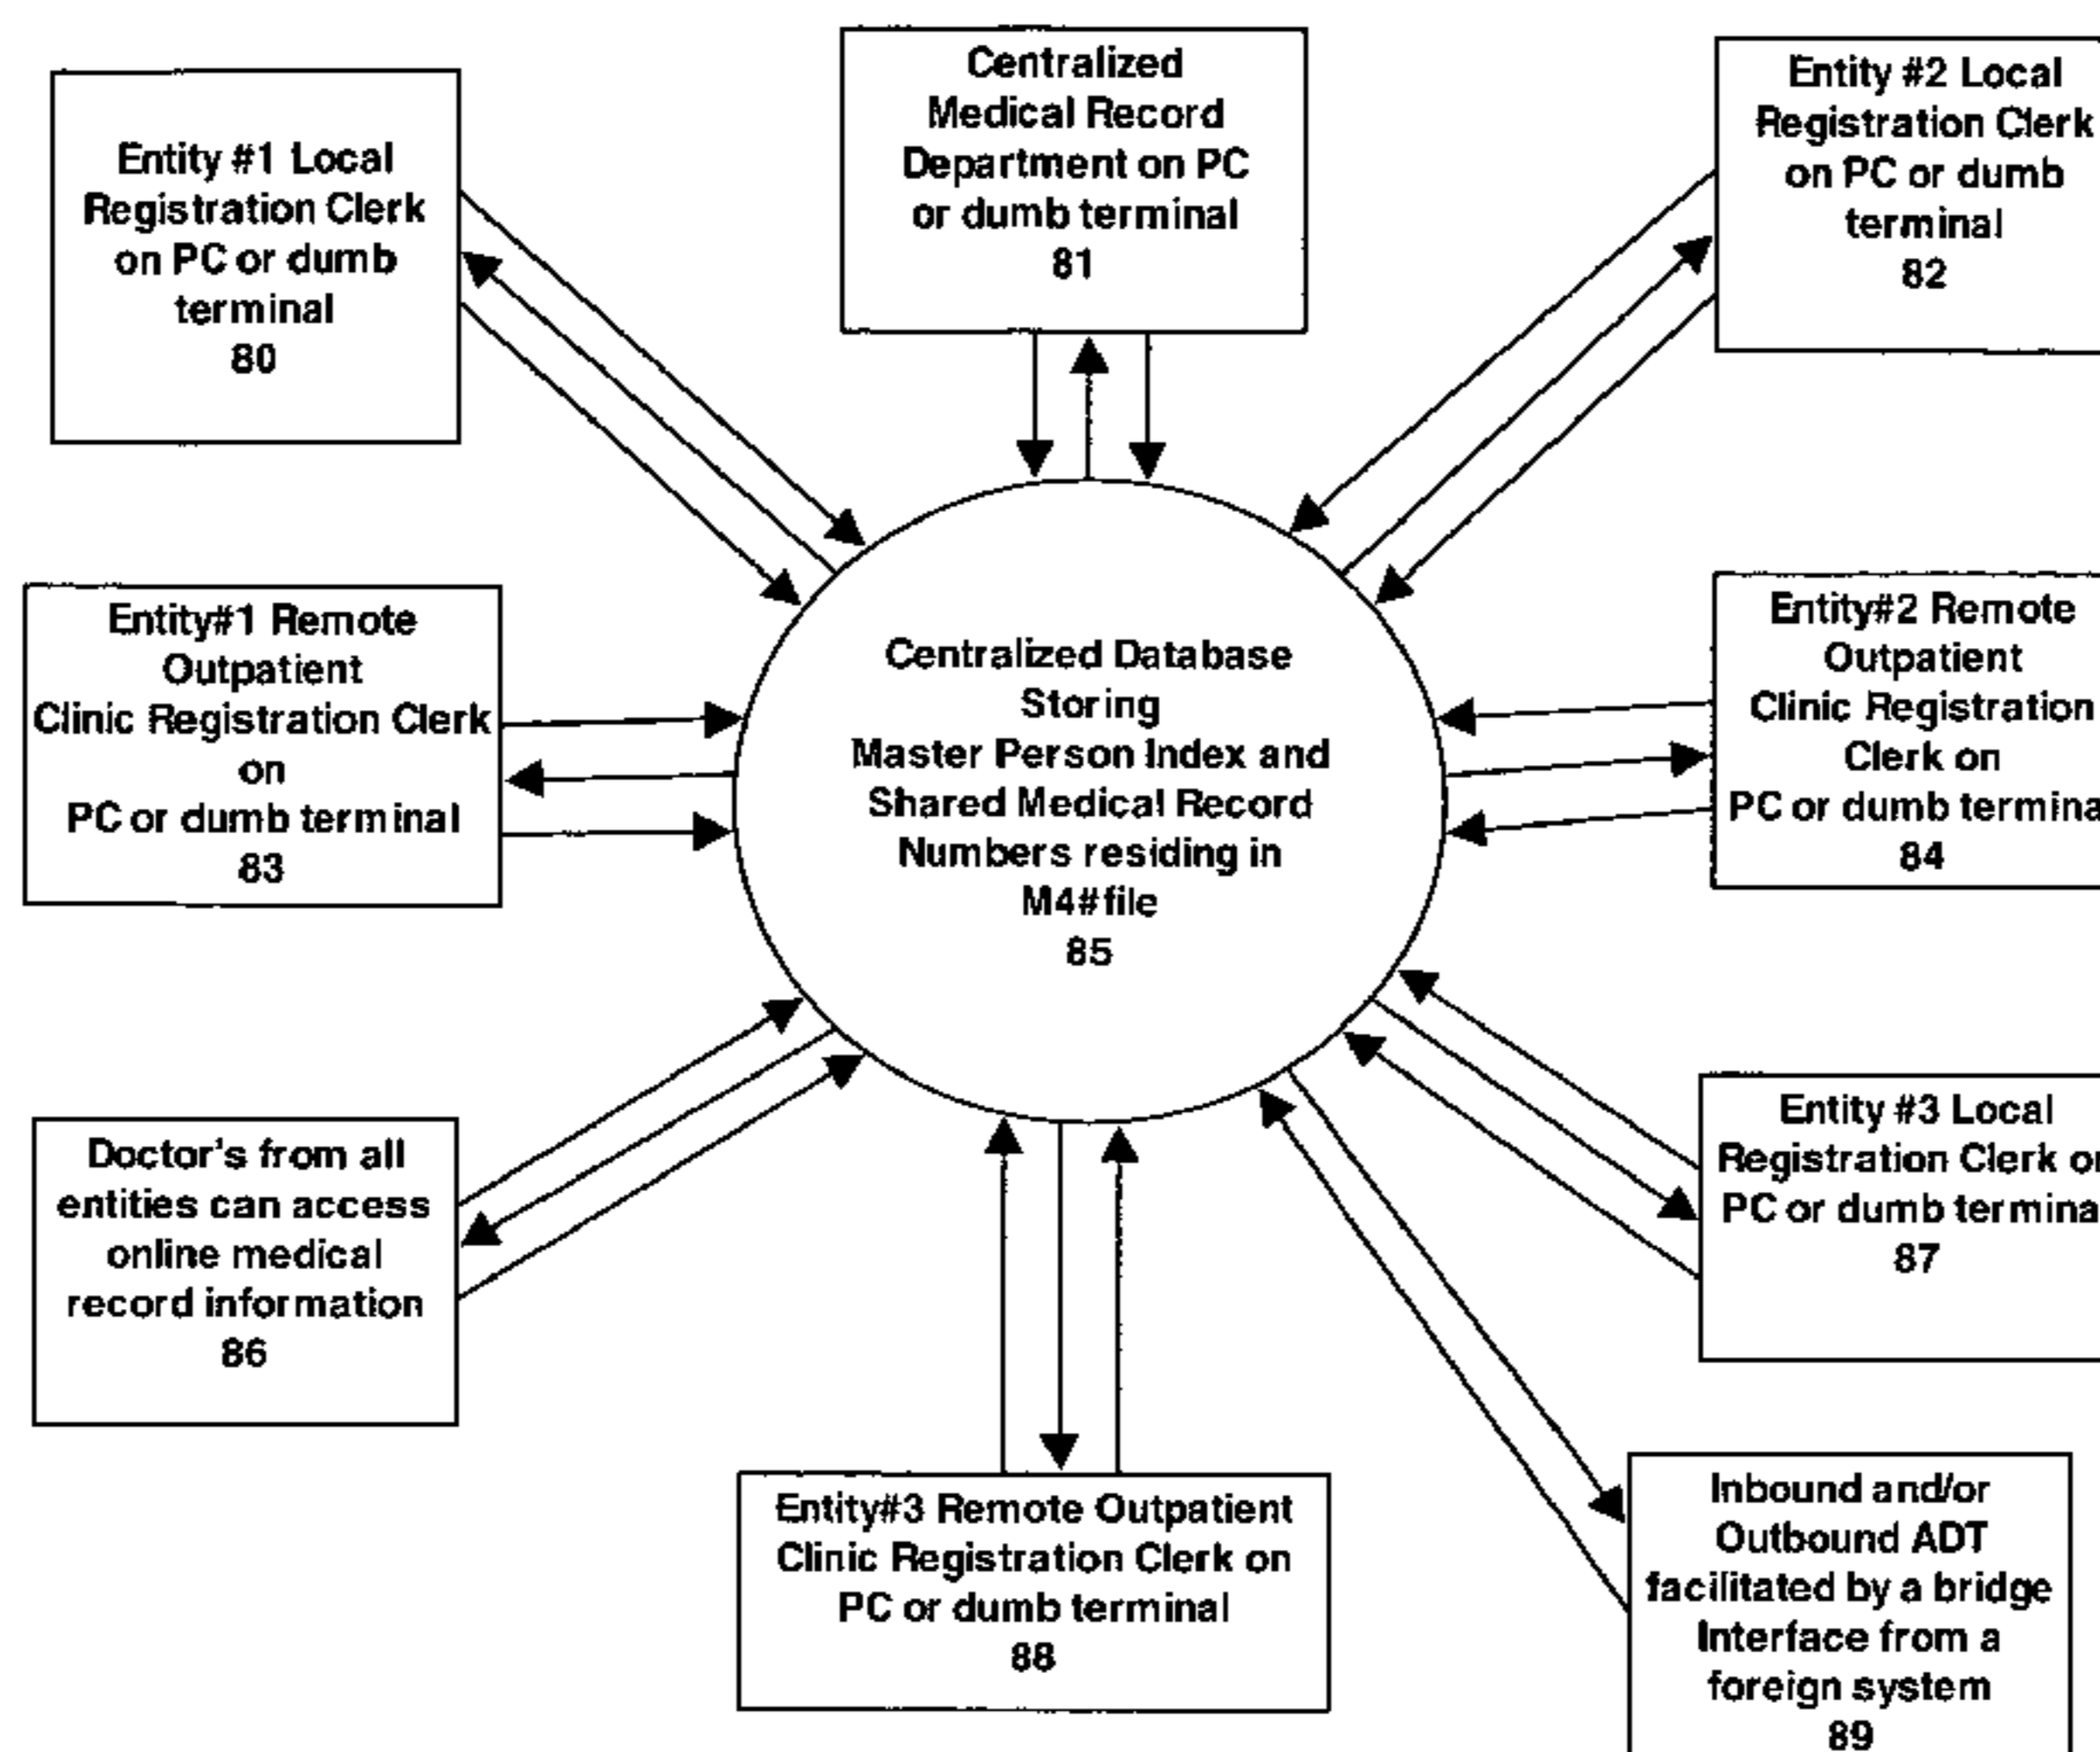 Entity #1 Local
Registration Clerk
on PC or dumb
terminal
80
Centralized
Medical Record
Department on PC
or dumb terminal
81
Entity #2 Local
Registration Clerk
on PC or dumb
terminal
82
Entity#1 Remote
Outpatient
Clinic Registration Clerk
on
PC or dumb terminal
83
Centralized Database
Storing
Master Person Index and
Shared Medical Record
Numbers residing in
M4#file
85
Entity#2 Remote
Outpatient
Clinic Registration
Clerk on
PC or dumb termina
84
Doctor's from all
entities can access
online medical
record information
86
Entity #3 Local
Registration Clerk on
PC or dumb termina
87
Entity#3 Remote Outpatient
Clinic Registration Clerk on
PC or dumb terminal
88
Inbound and/or
Outbound ADT
facilitated by a bridge
Interface from a
foreign system
89